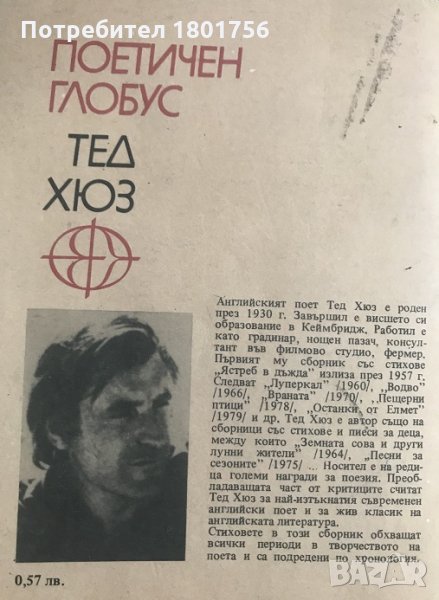 Потребител 1801756
ПОЕТИЧЕН
ГЛОБУС
ТЕД
ХЮЗ
Английският поет Тед Хюз е роден
през 1930 г. Завършил е висшето си
образование в Кеймбридж. Работил е
като градинар, нощен пазач, консул-
тант във филмово студио, фермер.
Първият му сборник със стихове
„Ястреб в дъжда" излиза през 1957 г.
Следват „Луперкал" /1960/, „Водво"
/1966/, „Враната" /1970/, „Пещерни
птици" /1978/, „Останки от Елмет"
/1979/ и др. Тед Хюз е автор също на
сборници със стихове и пиеси за деца,
между които „Земната сова и други
лунни жители" /1964/, „Песни за
сезоните" /1975/ ... Носител е на реди-
ца големи награди за поезия. Преоб-
ладаващата част от критиците считат
Тед Хюз за най-изтъкнатия съвременен
английски поет и за жив класик на
английската литература.
Стиховете в този сборник обхващат
всички периоди в творчеството на
поета и са подредени по хронология.
0,57 лв.
bazar